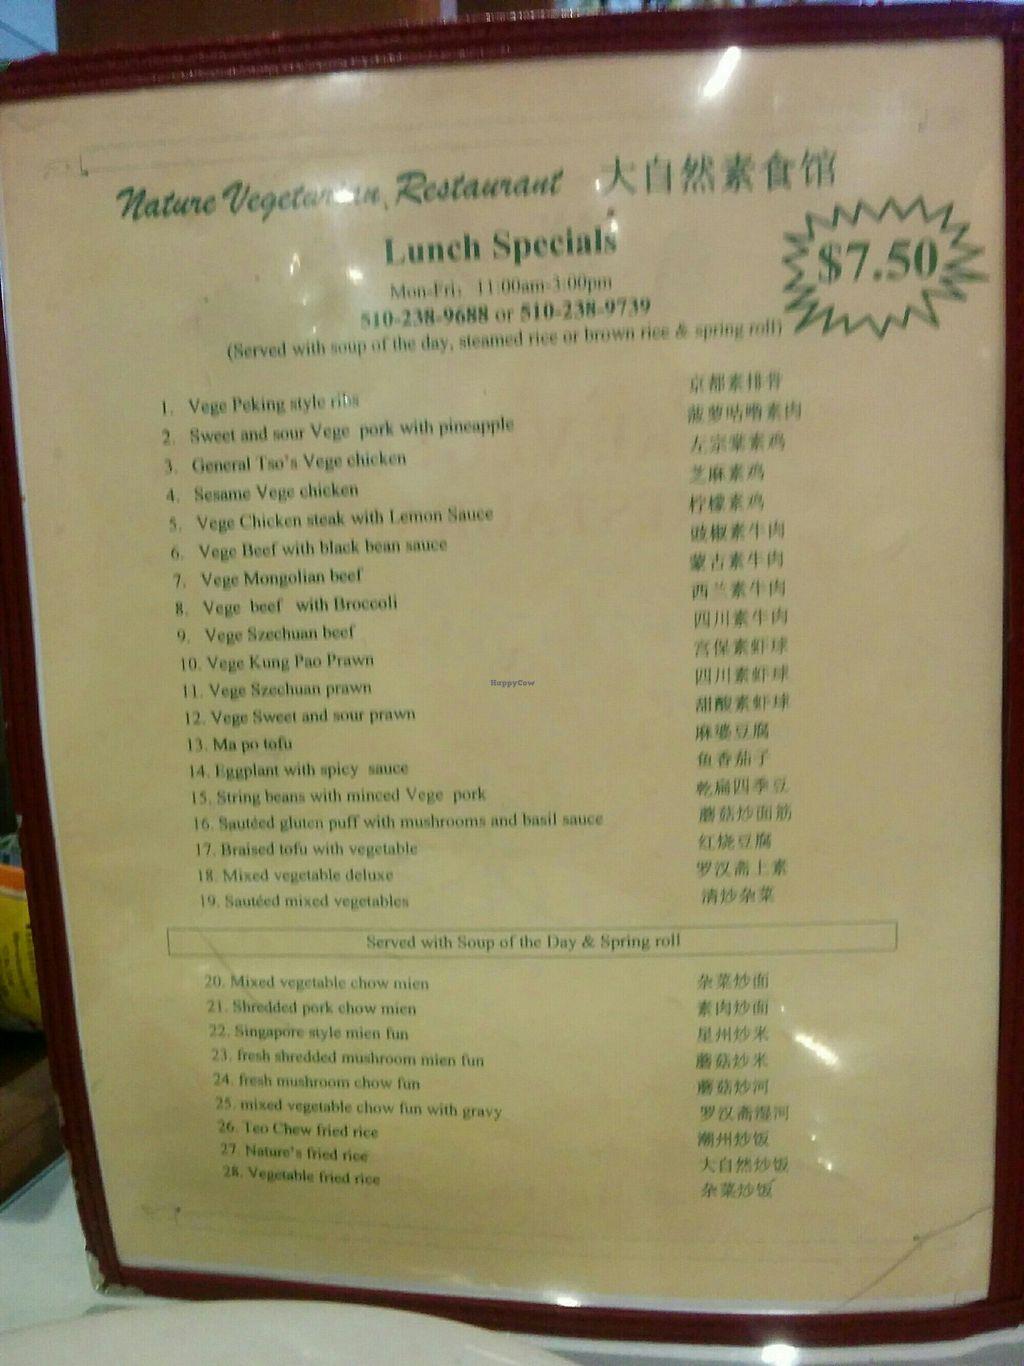 Nature Vegetarian Restaurant 大自然素食馆
Lunch Specials
$7.50
Mon-Fri: 11:00am-3:00pm
510-238-9688 or 510-238-9739
(Served with soup of the day, steamed rice or brown rice & spring roll)
1. Vege Peking style ribs 京都素排骨
2. Sweet and sour Vege pork with pineapple 菠萝咕噜素肉
3. General Tso's Vege chicken 左宗棠素鸡
4. Sesame Vege chicken 芝麻素鸡
5. Vege Chicken steak with Lemon Sauce 柠檬素鸡
6. Vege Beef with black bean sauce 豉椒素牛肉
7. Vege Mongolian beef 蒙古素牛肉
8. Vege beef with Broccoli 西兰素牛肉
9. Vege Szechuan beef 四川素牛肉
10. Vege Kung Pao Prawn 宫保素虾球
11. Vege Szechuan prawn 四川素虾球
12. Vege Sweet and sour prawn 甜酸素虾球
13. Ma po tofu 麻婆豆腐
14. Eggplant with spicy sauce 鱼香茄子
15. String beans with minced Vege pork 乾扁四季豆
16. Sautéed gluten puff with mushrooms and basil sauce 蘑菇炒面筋
17. Braised tofu with vegetable 红烧豆腐
18. Mixed vegetable deluxe 罗汉斋上素
19. Sautéed mixed vegetables 清炒杂菜
Served with Soup of the Day & Spring roll
20. Mixed vegetable chow mien 杂菜炒面
21. Shredded pork chow mien 素肉炒面
22. Singapore style mien fun 星州炒米
23. fresh shredded mushroom mien fun 蘑菇炒米
24. fresh mushroom chow fun 蘑菇炒河
25. mixed vegetable chow fun with gravy 罗汉斋湿河
26. Teo Chew fried rice 潮州炒饭
27. Nature's fried rice 大自然炒饭
28. Vegetable fried rice 杂菜炒饭
HappyCow